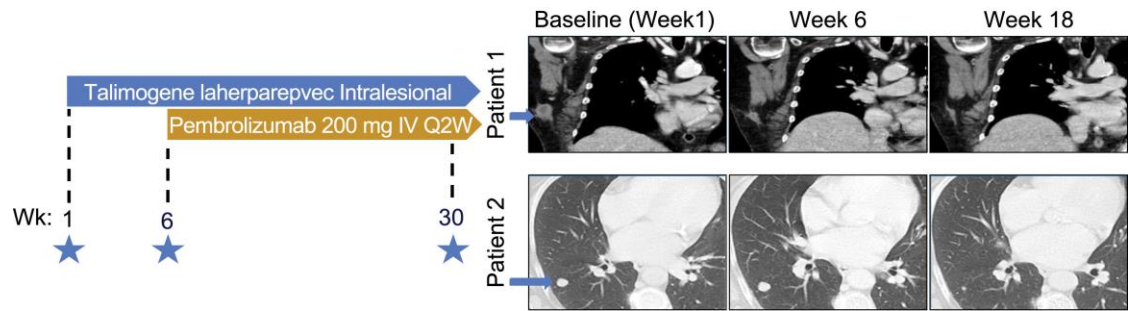 Baseline (Week1) Week 6 Week 18
Patient 1
Talimogene laherparepvec Intralesional
Pembrolizumab 200 mg IV Q2W
Wk: 1 6 30
Patient 2